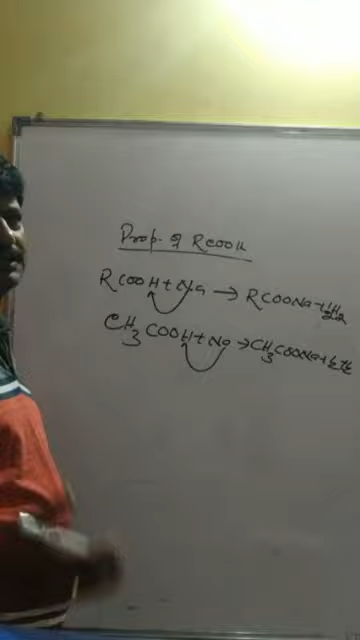 Prop. of RCOOH
RCOOH + Na → RCOONa + ½H2
CH3COOH + Na → CH3COONa + ½H2